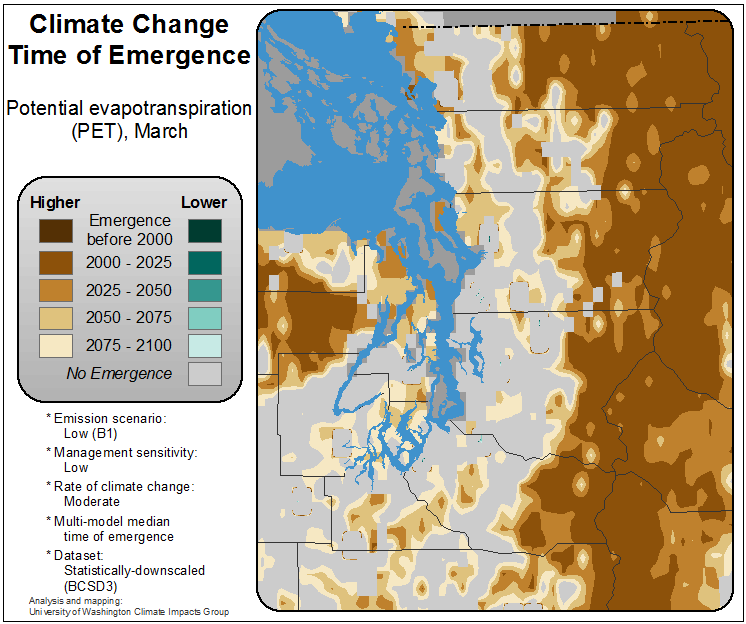 Climate Change
Time of Emergence
Potential evapotranspiration
(PET), March
Higher Lower
Emergence
before 2000
2000 - 2025
2025 - 2050
2050 - 2075
2075 - 2100
No Emergence
* Emission scenario:
Low (B1)
* Management sensitivity:
Low
* Rate of climate change:
Moderate
* Multi-model median
time of emergence
* Dataset:
Statistically-downscaled
(BCSD3)
Analysis and mapping:
University of Washington Climate Impacts Group